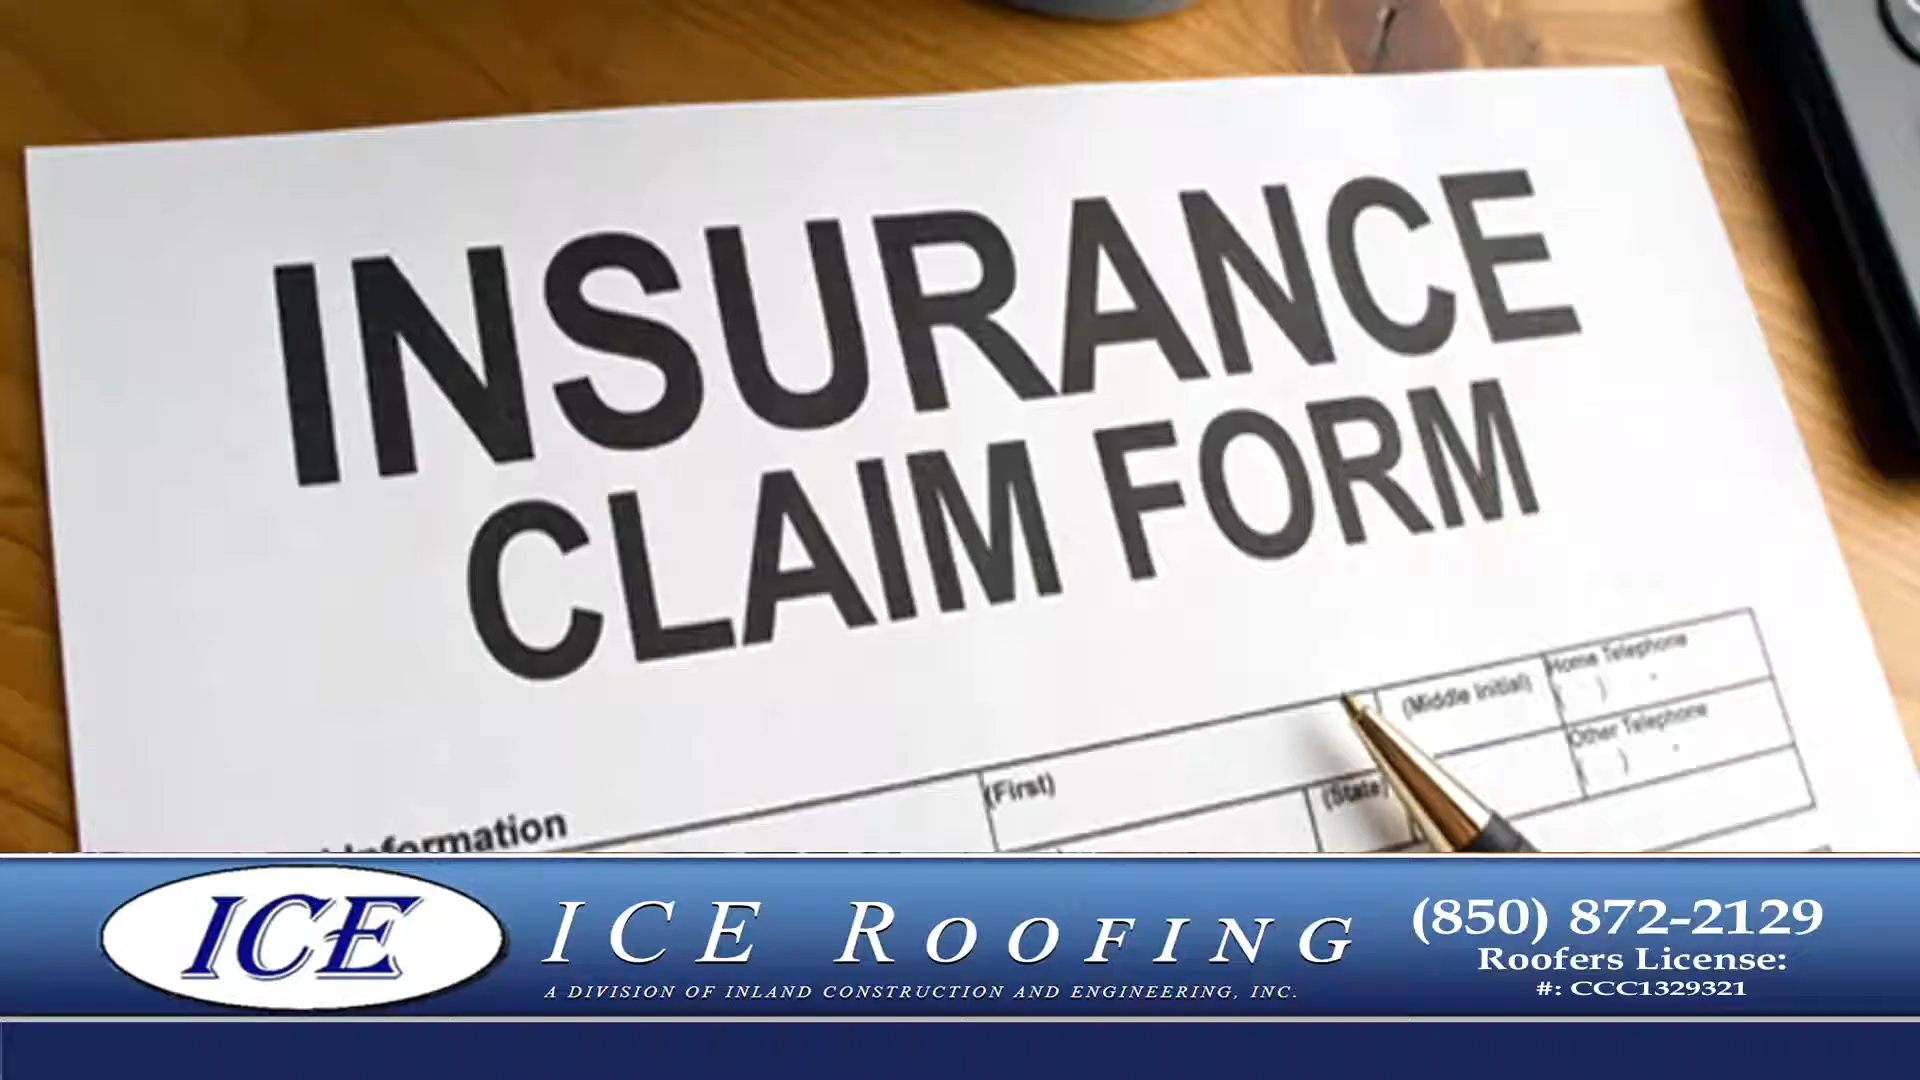 INSURANCE
CLAIM FORM
(Middle Initial)
Home Telephone
( ) -
Other Telephone
( ) -
(First)
(State)
Information
ICE
ICE ROOFING
A DIVISION OF INLAND CONSTRUCTION AND ENGINEERING, INC.
(850) 872-2129
Roofers License:
#: CCC1329321